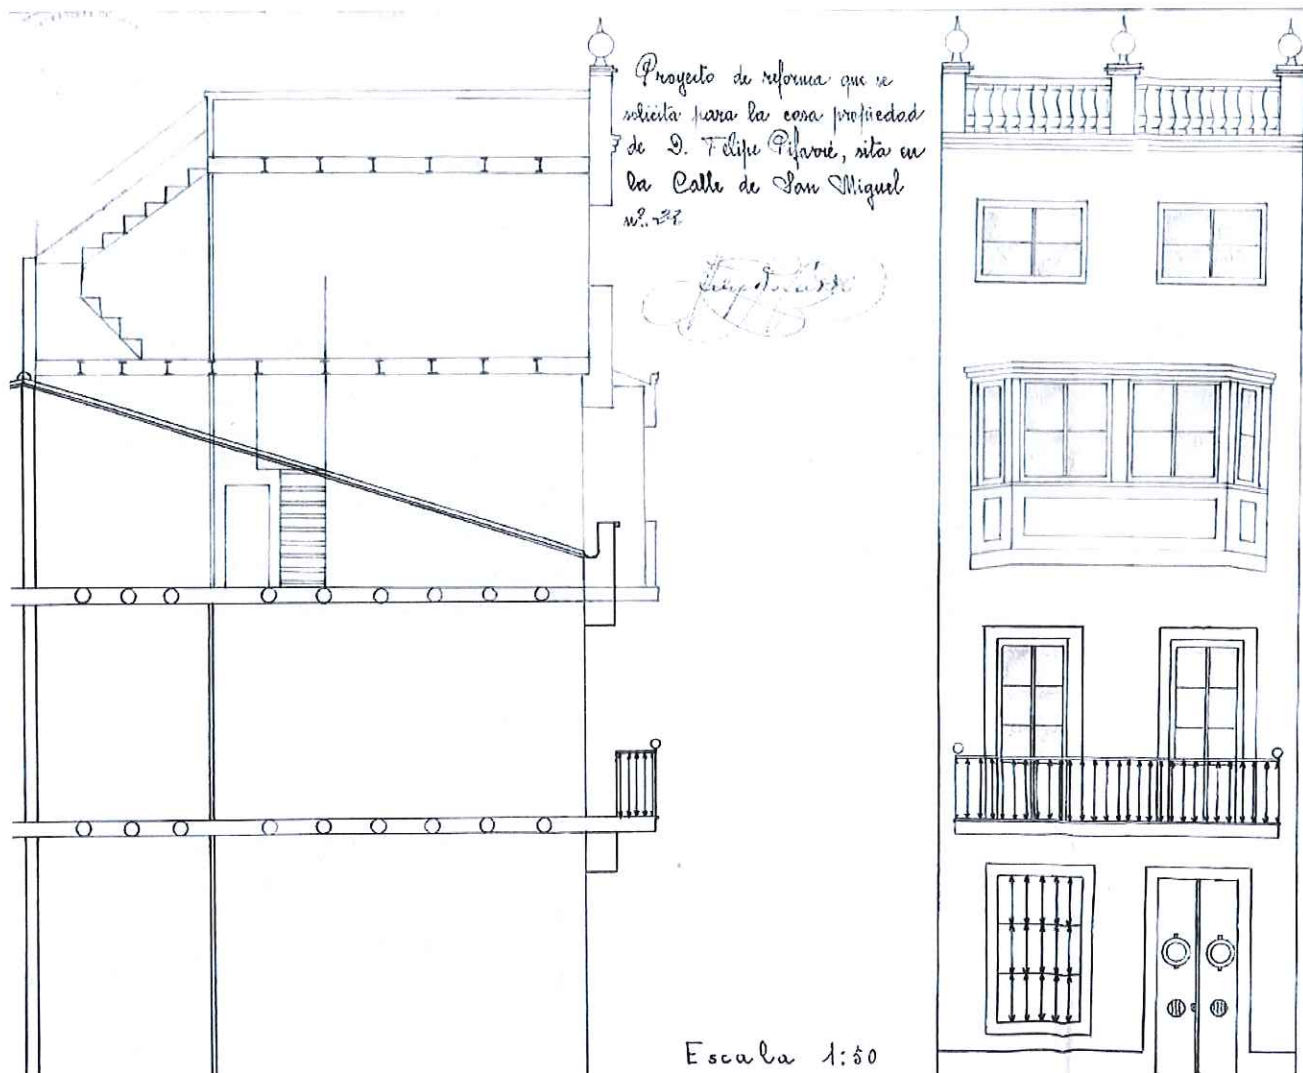 Proyecto de reforma que se
solicita para la casa propiedad
de D. Felipe Pifarré, sita en
la Calle de San Miguel
nº.
Escala 1:50